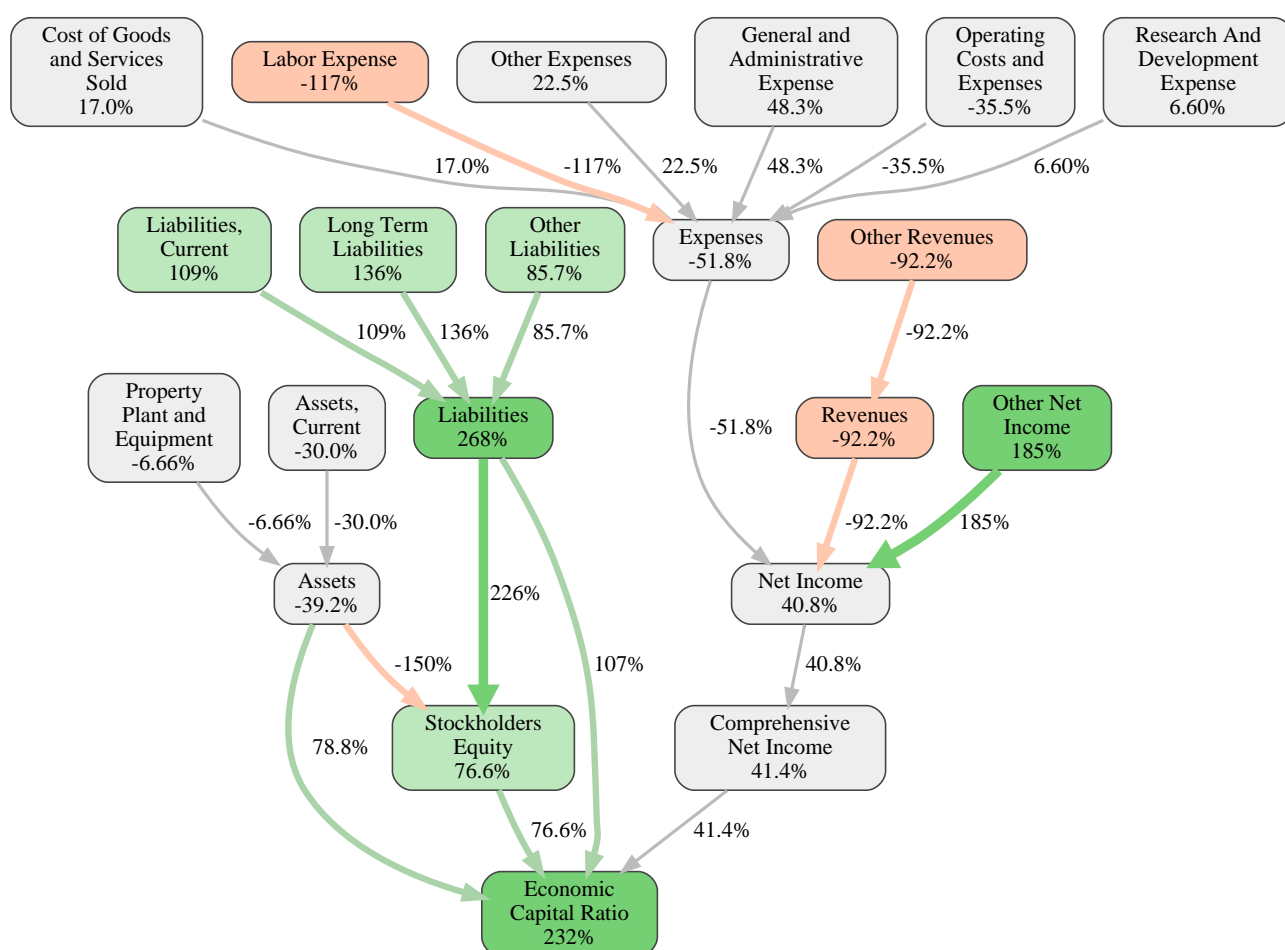 Cost of Goods
and Services
Sold
17.0%
Labor Expense
-117%
Other Expenses
22.5%
General and
Administrative
Expense
48.3%
Operating
Costs and
Expenses
-35.5%
Research And
Development
Expense
6.60%
17.0%
-117%
22.5%
48.3%
-35.5%
6.60%
Liabilities,
Current
109%
Long Term
Liabilities
136%
Other
Liabilities
85.7%
Expenses
-51.8%
Other Revenues
-92.2%
109%
136%
85.7%
-92.2%
Property
Plant and
Equipment
-6.66%
Assets,
Current
-30.0%
Liabilities
268%
-51.8%
Revenues
-92.2%
Other Net
Income
185%
-6.66%
-30.0%
-92.2%
185%
Assets
-39.2%
226%
Net Income
40.8%
-150%
107%
40.8%
78.8%
Stockholders
Equity
76.6%
Comprehensive
Net Income
41.4%
76.6%
41.4%
Economic
Capital Ratio
232%